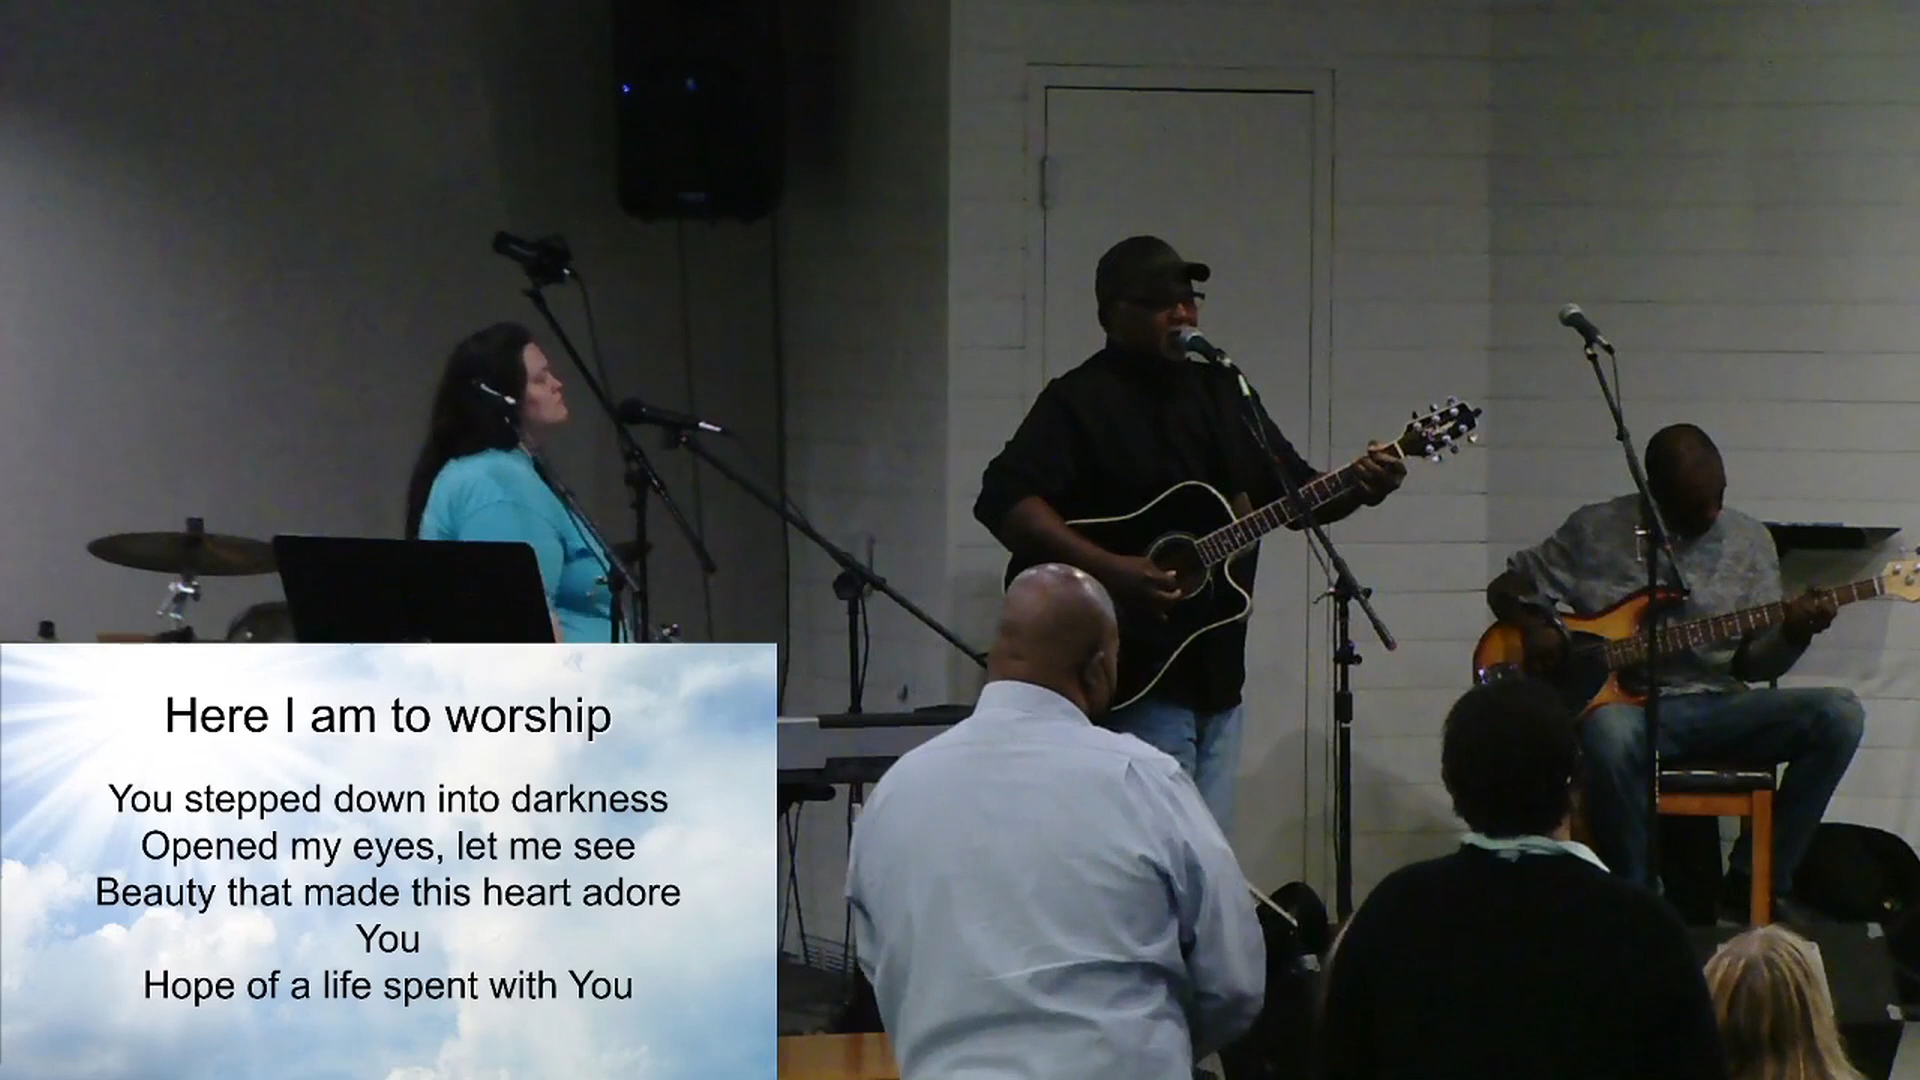 Here I am to worship
You stepped down into darkness
Opened my eyes, let me see
Beauty that made this heart adore
You
Hope of a life spent with You